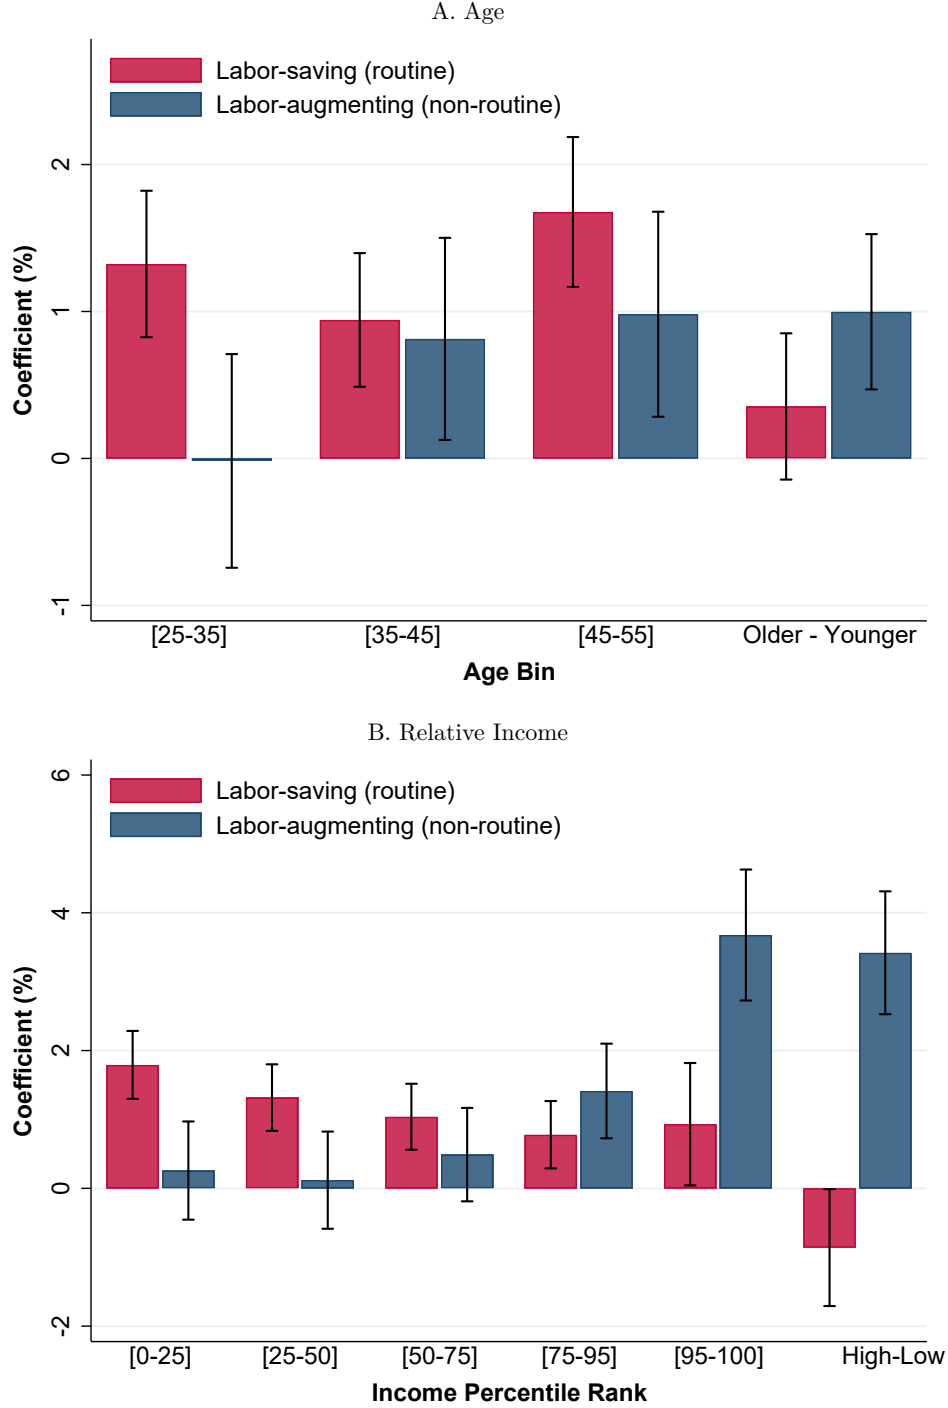 A. Age
Labor-saving (routine)
Labor-augmenting (non-routine)
2
1
0
-1
Coefficient (%)
[25-35] [35-45] [45-55] Older - Younger
Age Bin
B. Relative Income
Labor-saving (routine)
Labor-augmenting (non-routine)
6
4
2
0
-2
Coefficient (%)
[0-25] [25-50] [50-75] [75-95] [95-100] High-Low
Income Percentile Rank